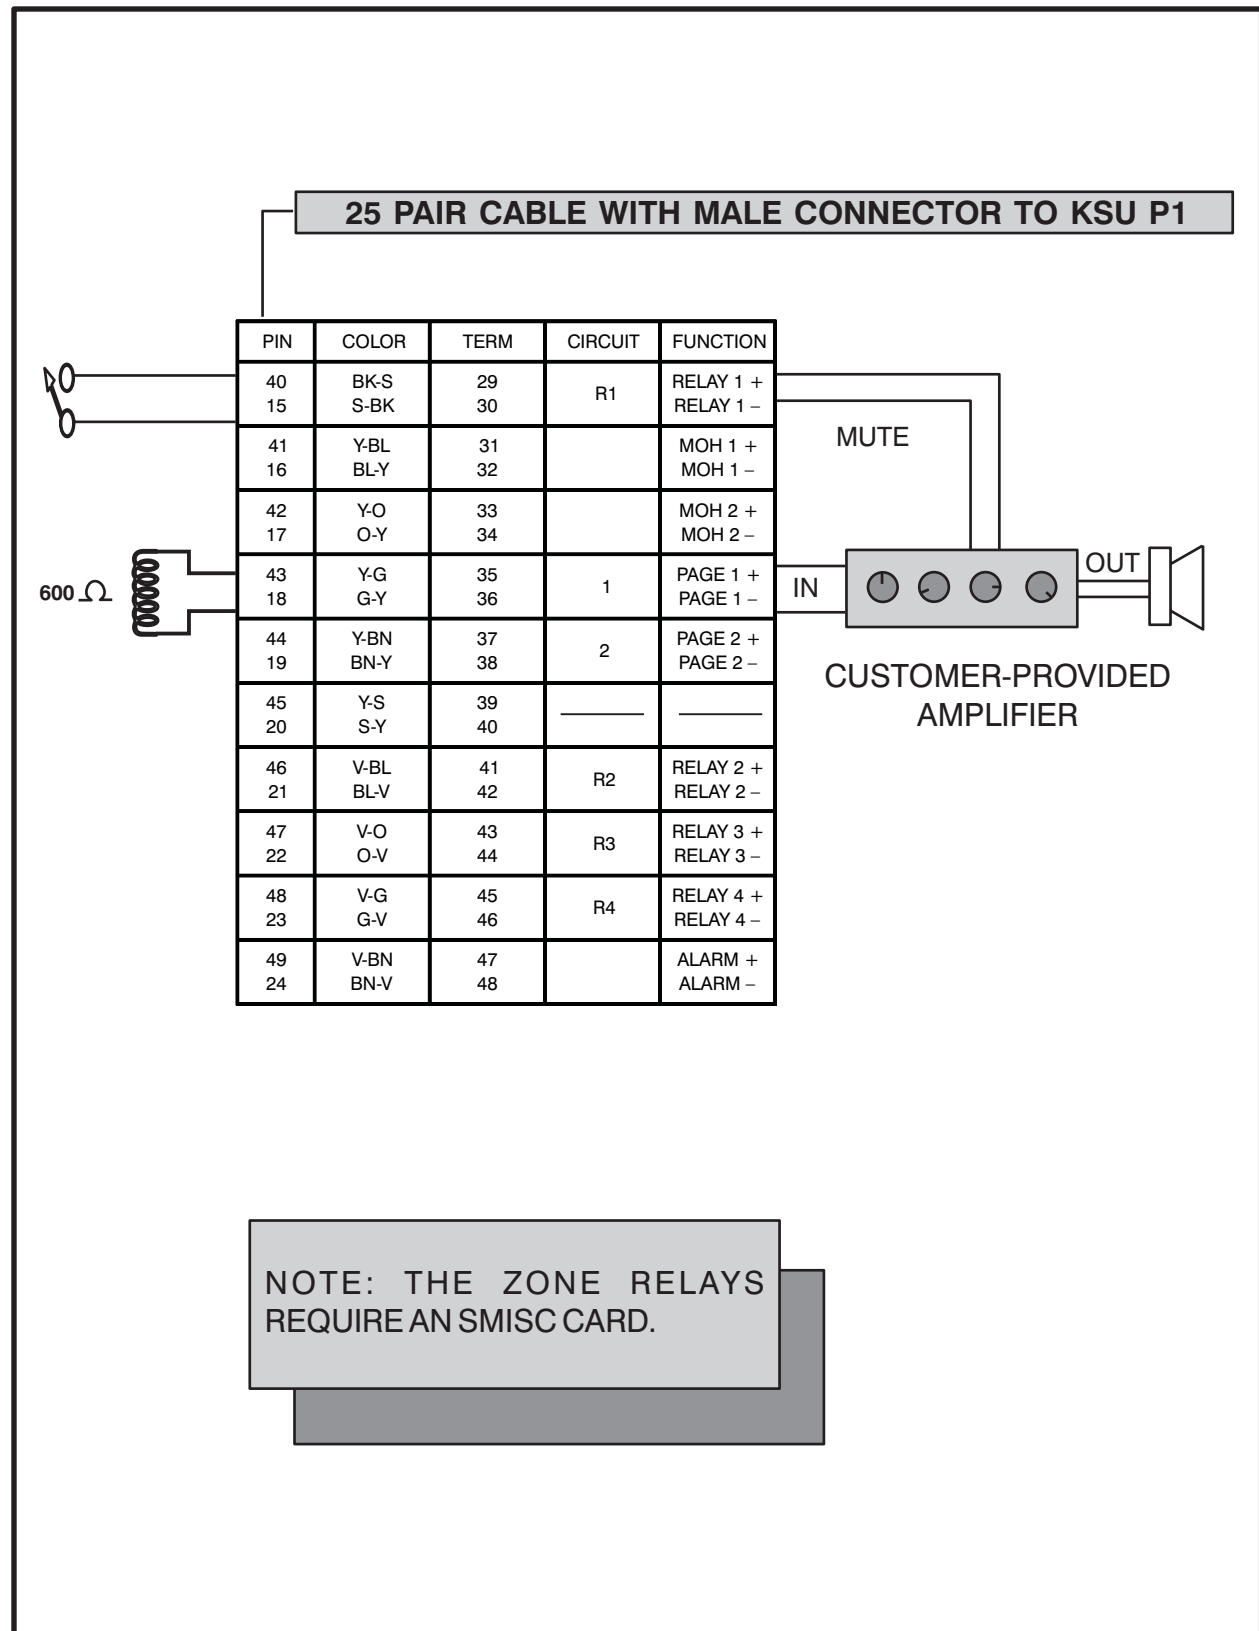 25 PAIR CABLE WITH MALE CONNECTOR TO KSU P1
PIN COLOR TERM CIRCUIT FUNCTION
40 BK-S 29 R1 RELAY 1 +
15 S-BK 30 RELAY 1 –
41 Y-BL 31 MOH 1 +
16 BL-Y 32 MOH 1 –
42 Y-O 33 MOH 2 +
17 O-Y 34 MOH 2 –
43 Y-G 35 1 PAGE 1 +
18 G-Y 36 PAGE 1 –
44 Y-BN 37 2 PAGE 2 +
19 BN-Y 38 PAGE 2 –
45 Y-S 39
20 S-Y 40
46 V-BL 41 R2 RELAY 2 +
21 BL-V 42 RELAY 2 –
47 V-O 43 R3 RELAY 3 +
22 O-V 44 RELAY 3 –
48 V-G 45 R4 RELAY 4 +
23 G-V 46 RELAY 4 –
49 V-BN 47 ALARM +
24 BN-V 48 ALARM –
600 Ω
MUTE
IN
OUT
CUSTOMER-PROVIDED
AMPLIFIER
NOTE: THE ZONE RELAYS
REQUIRE AN SMISC CARD.